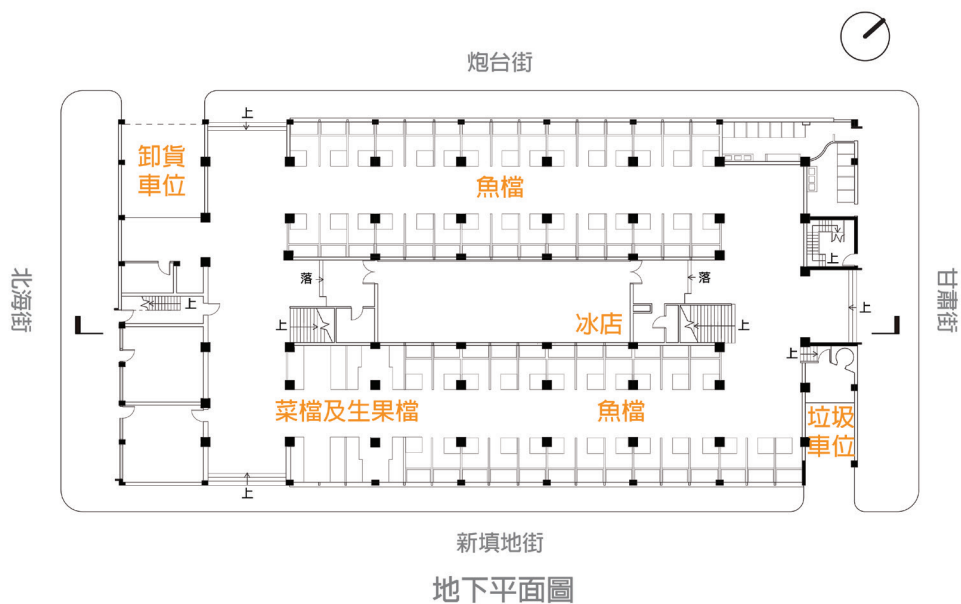 炮台街
上
卸貨
車位
魚檔
上
上
北海街
落
落
甘肅街
上
上
冰店
上
上
菜檔及生果檔
魚檔
垃圾
車位
上
新填地街
地下平面圖